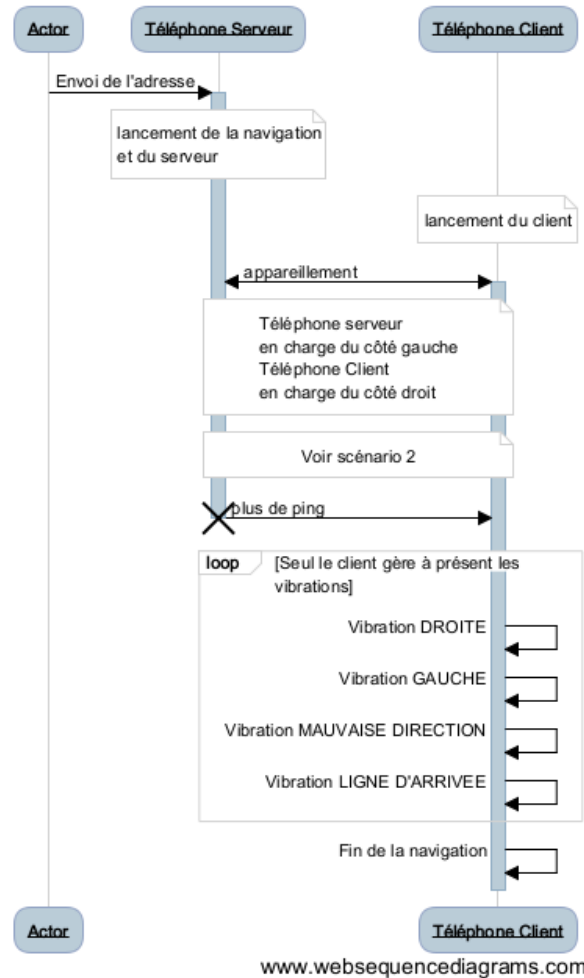 Actor
Téléphone Serveur
Téléphone Client
Envoi de l'adresse
lancement de la navigation
et du serveur
lancement du client
appareillement
Téléphone serveur
en charge du côté gauche
Téléphone Client
en charge du côté droit
Voir scénario 2
plus de ping
loop
[Seul le client gère à présent les
vibrations]
Vibration DROITE
Vibration GAUCHE
Vibration MAUVAISE DIRECTION
Vibration LIGNE D'ARRIVEE
Fin de la navigation
Actor
Téléphone Client
www.websequencediagrams.com